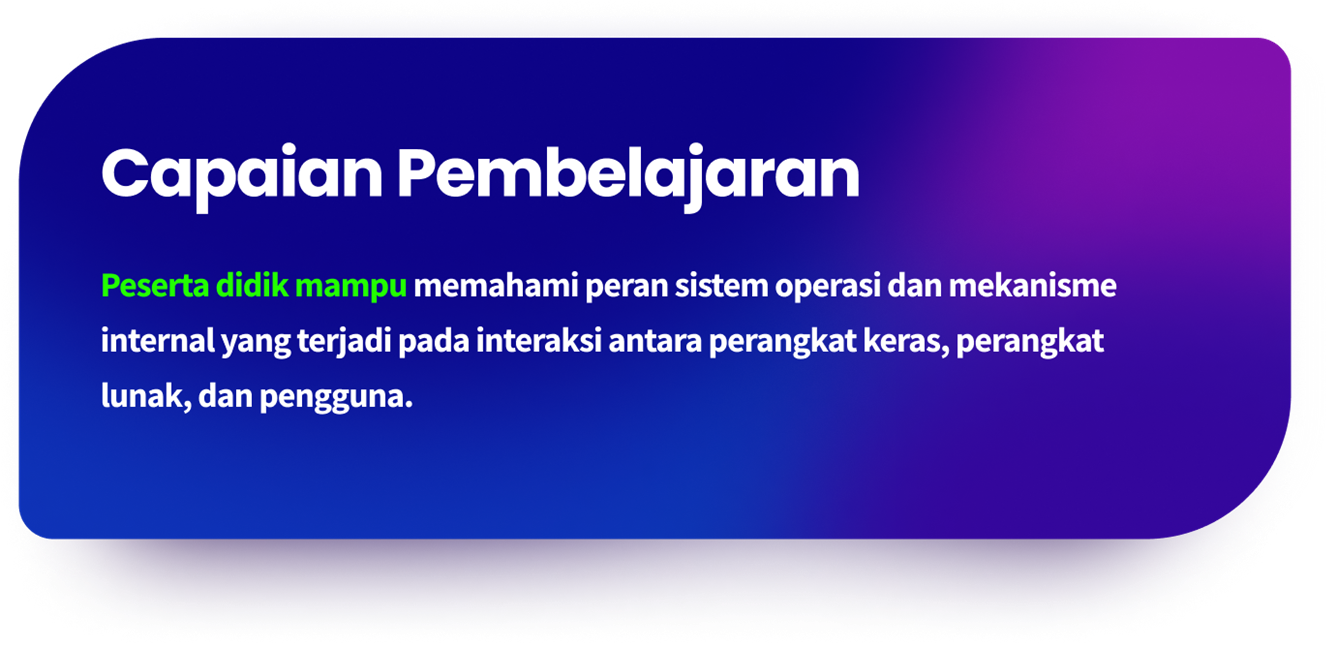 Capaian Pembelajaran
Peserta didik mampu memahami peran sistem operasi dan mekanisme
internal yang terjadi pada interaksi antara perangkat keras, perangkat
lunak, dan pengguna.